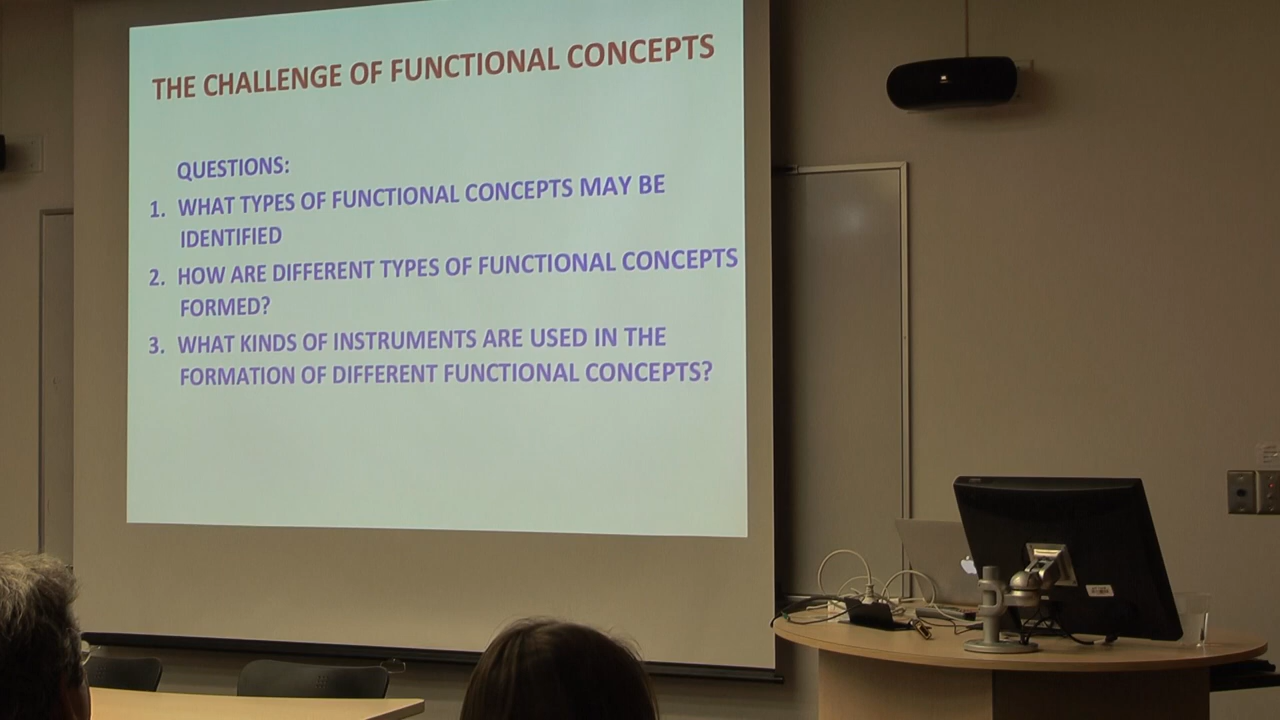 THE CHALLENGE OF FUNCTIONAL CONCEPTS
QUESTIONS:
1. WHAT TYPES OF FUNCTIONAL CONCEPTS MAY BE
IDENTIFIED
2. HOW ARE DIFFERENT TYPES OF FUNCTIONAL CONCEPTS
FORMED?
3. WHAT KINDS OF INSTRUMENTS ARE USED IN THE
FORMATION OF DIFFERENT FUNCTIONAL CONCEPTS?